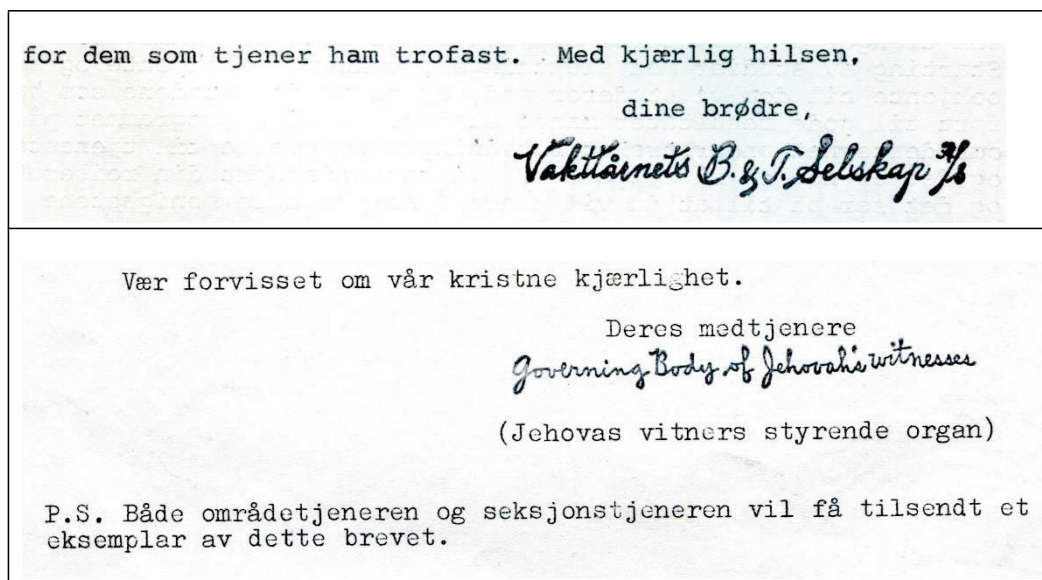 for dem som tjener ham trofast. Med kjærlig hilsen,
dine brødre,
Vakttårnets B. & T. Selskap
Vær forvisset om vår kristne kjærlighet.
Deres medtjenere
Governing Body of Jehovah's witnesses
(Jehovas vitners styrende organ)
P.S. Både områdetjeneren og seksjonstjeneren vil få tilsendt et
eksemplar av dette brevet.